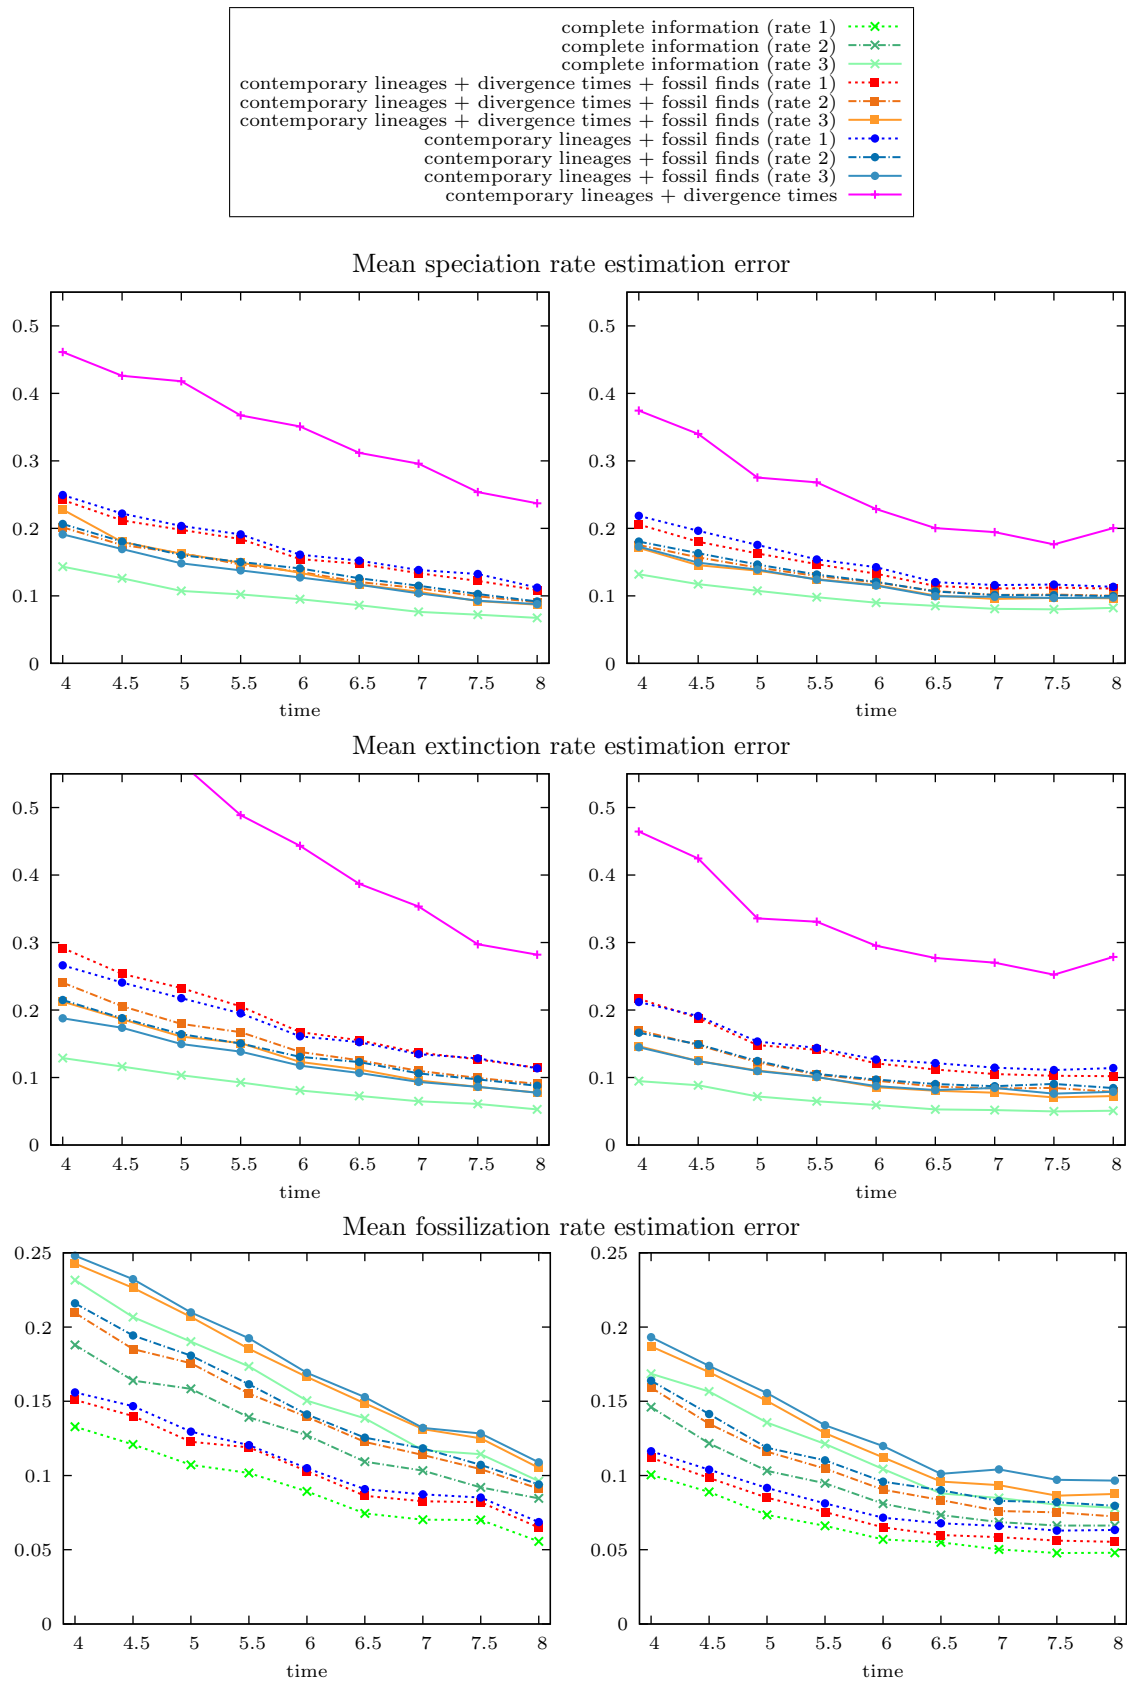 complete information (rate 1)
complete information (rate 2)
complete information (rate 3)
contemporary lineages + divergence times + fossil finds (rate 1)
contemporary lineages + divergence times + fossil finds (rate 2)
contemporary lineages + divergence times + fossil finds (rate 3)
contemporary lineages + fossil finds (rate 1)
contemporary lineages + fossil finds (rate 2)
contemporary lineages + fossil finds (rate 3)
contemporary lineages + divergence times
Mean speciation rate estimation error
0.5
0.4
0.3
0.2
0.1
0
4 4.5 5 5.5 6 6.5 7 7.5 8
time
0.5
0.4
0.3
0.2
0.1
0
4 4.5 5 5.5 6 6.5 7 7.5 8
time
Mean extinction rate estimation error
0.5
0.4
0.3
0.2
0.1
0
4 4.5 5 5.5 6 6.5 7 7.5 8
time
0.5
0.4
0.3
0.2
0.1
0
4 4.5 5 5.5 6 6.5 7 7.5 8
time
Mean fossilization rate estimation error
0.25
0.2
0.15
0.1
0.05
0
4 4.5 5 5.5 6 6.5 7 7.5 8
time
0.25
0.2
0.15
0.1
0.05
0
4 4.5 5 5.5 6 6.5 7 7.5 8
time